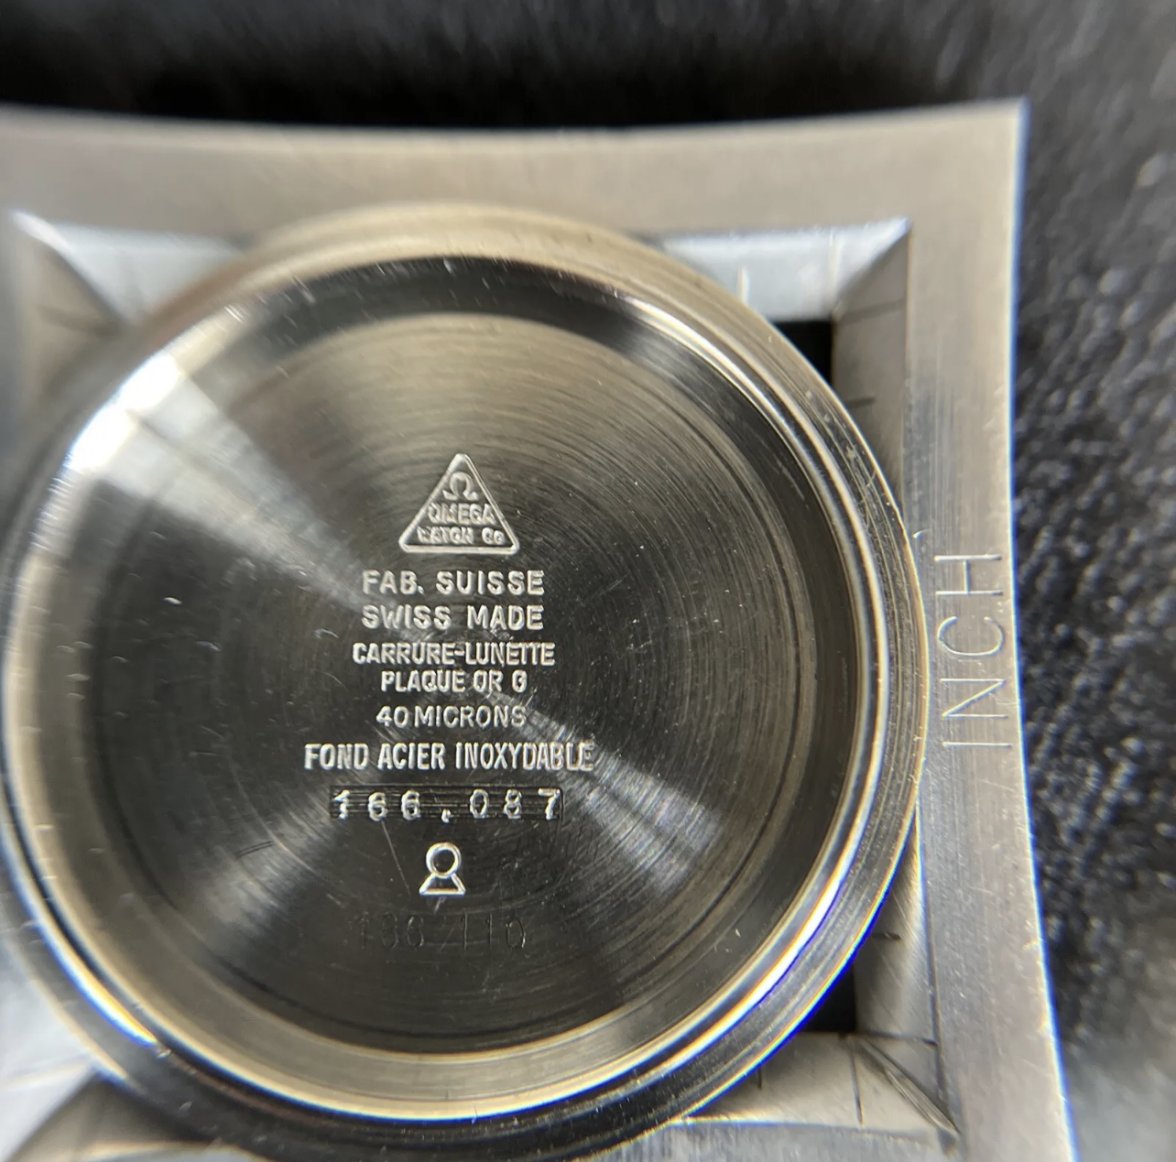 Ω
OMEGA
WATCH Co
FAB. SUISSE
SWISS MADE
CARRURE-LUNETTE
PLAQUE OR G
40 MICRONS
FOND ACIER INOXYDABLE
166.087
INCH